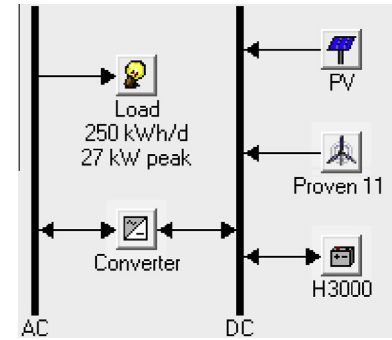 Load
250 kWh/d
27 kW peak
Converter
AC
PV
Proven 11
H3000
DC